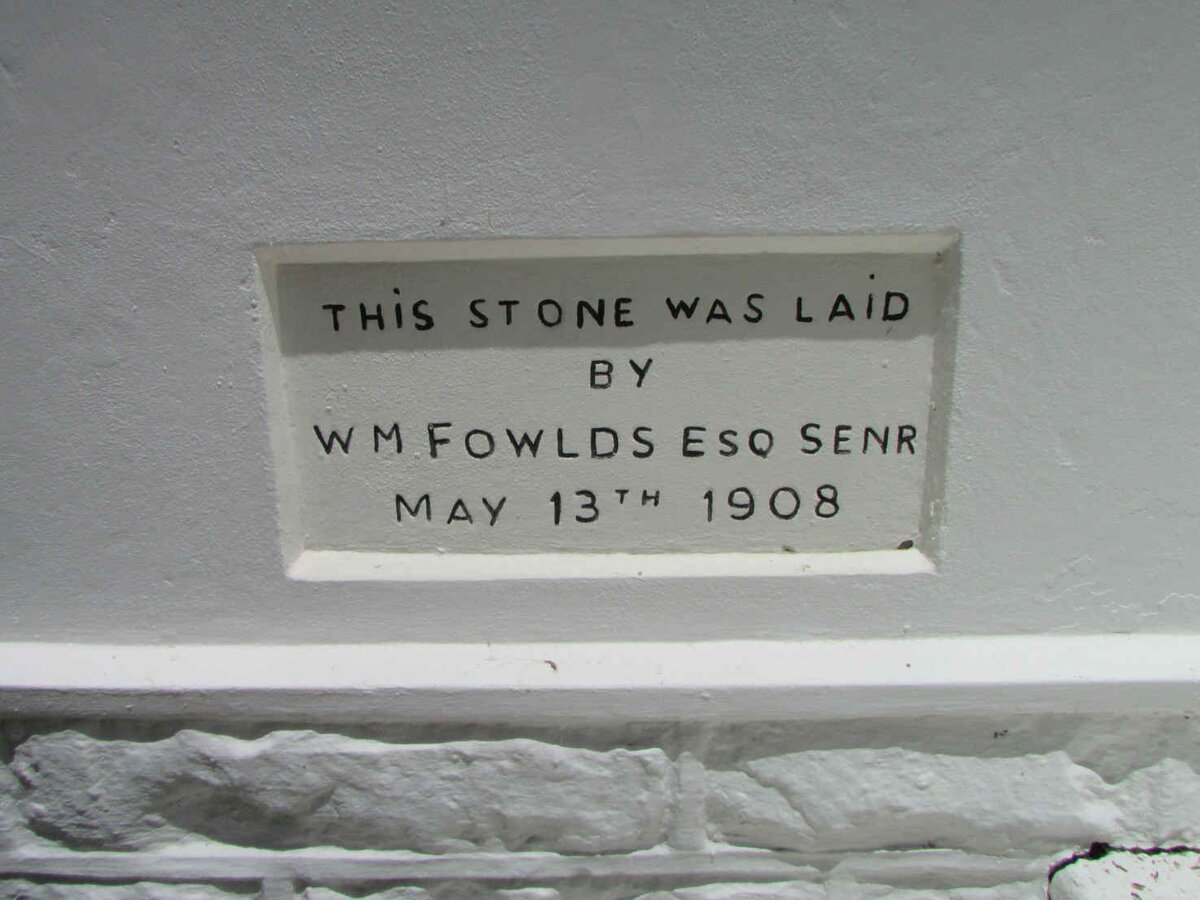 THiS STONE WAS LAiD
BY
WM FOWLDS ESQ SENR
MAY 13TH 1908